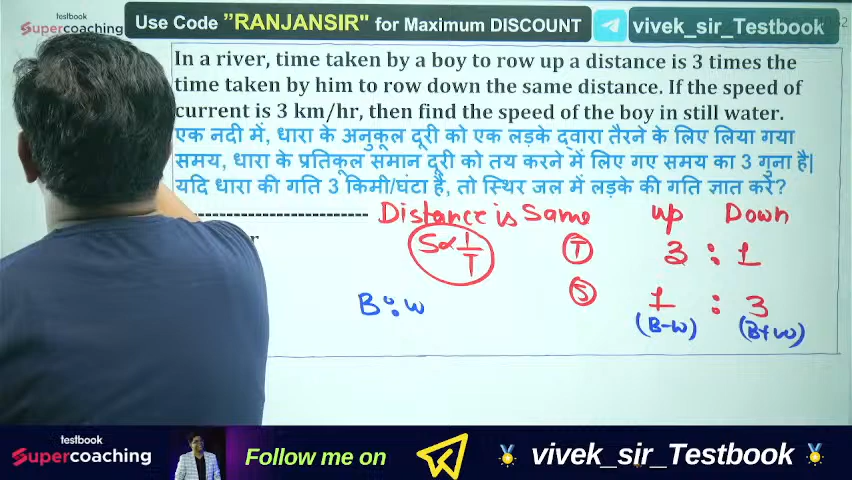 testbook
Supercoaching
Use Code "RANJANSIR" for Maximum DISCOUNT
vivek_sir_Testbook
In a river, time taken by a boy to row up a distance is 3 times the
time taken by him to row down the same distance. If the speed of
current is 3 km/hr, then find the speed of the boy in still water.
एक नदी में, धारा के अनुकूल दूरी को एक लड़के द्वारा तैरने के लिए लिया गया
समय, धारा के प्रतिकूल समान दूरी को तय करने में लिए गए समय का 3 गुना है|
यदि धारा की गति 3 किमी/घंटा है, तो स्थिर जल में लड़के की गति ज्ञात करें?
Distance is Same up Down
S∝1/T T 3 : 1
B : W S 1 : 3
(B-W) (B+W)
testbook
Supercoaching
Follow me on
vivek_sir_Testbook